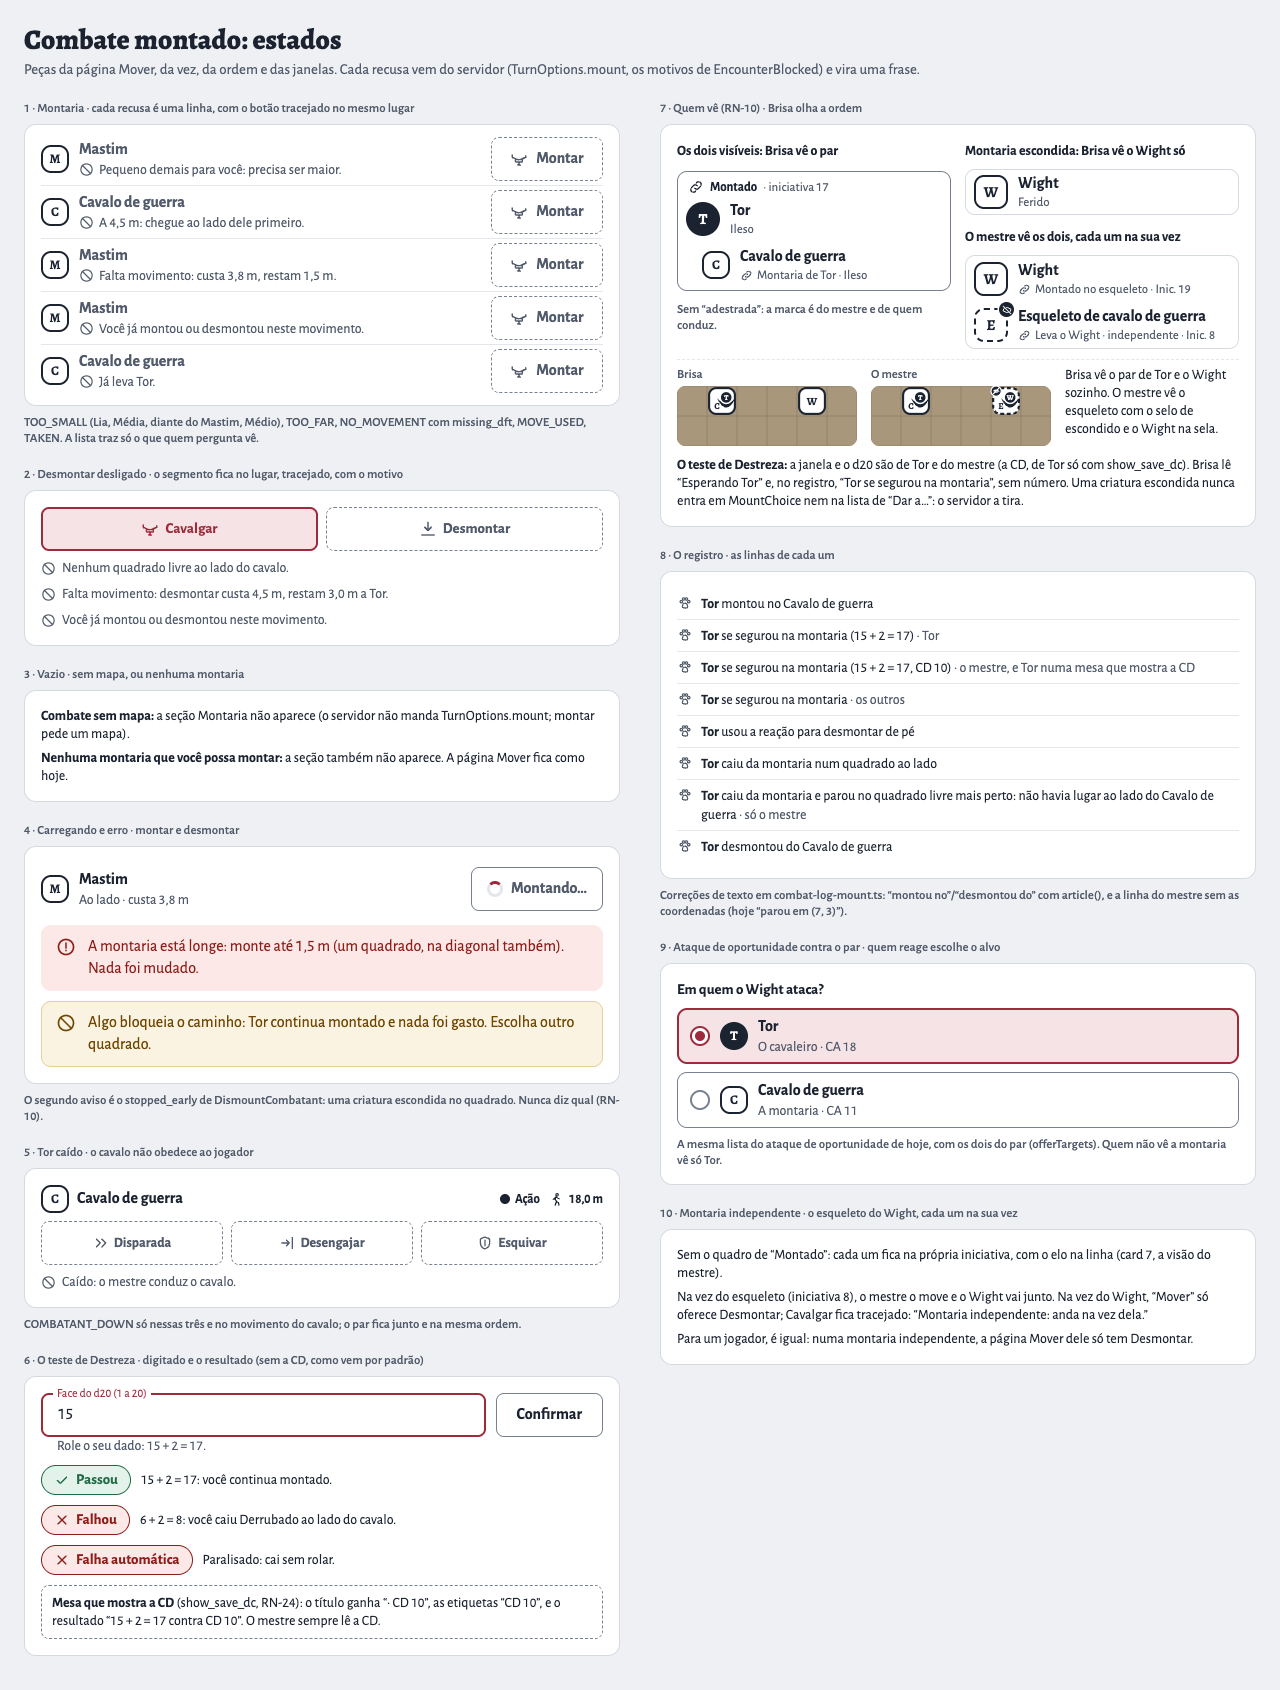 Combate montado: estados
Peças da página Mover, da vez, da ordem e das janelas. Cada recusa vem do servidor (TurnOptions.mount, os motivos de EncounterBlocked) e vira uma frase.
1 · Montaria · cada recusa é uma linha, com o botão tracejado no mesmo lugar
M
Mastim
Pequeno demais para você: precisa ser maior.
Montar
C
Cavalo de guerra
A 4,5 m: chegue ao lado dele primeiro.
Montar
M
Mastim
Falta movimento: custa 3,8 m, restam 1,5 m.
Montar
M
Mastim
Você já montou ou desmontou neste movimento.
Montar
C
Cavalo de guerra
Já leva Tor.
Montar
TOO_SMALL (Lia, Média, diante do Mastim, Médio), TOO_FAR, NO_MOVEMENT com missing_dft, MOVE_USED,
TAKEN. A lista traz só o que quem pergunta vê.
2 · Desmontar desligado · o segmento fica no lugar, tracejado, com o motivo
Cavalgar
Desmontar
Nenhum quadrado livre ao lado do cavalo.
Falta movimento: desmontar custa 4,5 m, restam 3,0 m a Tor.
Você já montou ou desmontou neste movimento.
3 · Vazio · sem mapa, ou nenhuma montaria
Combate sem mapa: a seção Montaria não aparece (o servidor não manda TurnOptions.mount; montar
pede um mapa).
Nenhuma montaria que você possa montar: a seção também não aparece. A página Mover fica como
hoje.
4 · Carregando e erro · montar e desmontar
M
Mastim
Ao lado · custa 3,8 m
Montando…
A montaria está longe: monte até 1,5 m (um quadrado, na diagonal também).
Nada foi mudado.
Algo bloqueia o caminho: Tor continua montado e nada foi gasto. Escolha outro
quadrado.
O segundo aviso é o stopped_early de DismountCombatant: uma criatura escondida no quadrado. Nunca diz qual (RN-
10).
5 · Tor caído · o cavalo não obedece ao jogador
C
Cavalo de guerra
Ação
18,0 m
Disparada
Desengajar
Esquivar
Caído: o mestre conduz o cavalo.
COMBATANT_DOWN só nessas três e no movimento do cavalo; o par fica junto e na mesma ordem.
6 · O teste de Destreza · digitado e o resultado (sem a CD, como vem por padrão)
Face do d20 (1 a 20)
15
Confirmar
Role o seu dado: 15 + 2 = 17.
Passou
15 + 2 = 17: você continua montado.
Falhou
6 + 2 = 8: você caiu Derrubado ao lado do cavalo.
Falha automática
Paralisado: cai sem rolar.
Mesa que mostra a CD (show_save_dc, RN-24): o título ganha “· CD 10”, as etiquetas “CD 10”, e o
resultado “15 + 2 = 17 contra CD 10”. O mestre sempre lê a CD.
7 · Quem vê (RN-10) · Brisa olha a ordem
Os dois visíveis: Brisa vê o par
Montado · iniciativa 17
T
Tor
Ileso
C
Cavalo de guerra
Montaria de Tor · Ileso
Sem “adestrada”: a marca é do mestre e de quem
conduz.
Montaria escondida: Brisa vê o Wight só
W
Wight
Ferido
O mestre vê os dois, cada um na sua vez
W
Wight
Montado no esqueleto · Inic. 19
E
Esqueleto de cavalo de guerra
Leva o Wight · independente · Inic. 8
Brisa
C
T
W
O mestre
C
T
E
W
Brisa vê o par de Tor e o Wight
sozinho. O mestre vê o
esqueleto com o selo de
escondido e o Wight na sela.
O teste de Destreza: a janela e o d20 são de Tor e do mestre (a CD, de Tor só com show_save_dc). Brisa lê
“Esperando Tor” e, no registro, “Tor se segurou na montaria”, sem número. Uma criatura escondida nunca
entra em MountChoice nem na lista de “Dar a…”: o servidor a tira.
8 · O registro · as linhas de cada um
Tor montou no Cavalo de guerra
Tor se segurou na montaria (15 + 2 = 17) · Tor
Tor se segurou na montaria (15 + 2 = 17, CD 10) · o mestre, e Tor numa mesa que mostra a CD
Tor se segurou na montaria · os outros
Tor usou a reação para desmontar de pé
Tor caiu da montaria num quadrado ao lado
Tor caiu da montaria e parou no quadrado livre mais perto: não havia lugar ao lado do Cavalo de
guerra · só o mestre
Tor desmontou do Cavalo de guerra
Correções de texto em combat-log-mount.ts: “montou no”/“desmontou do” com article(), e a linha do mestre sem as
coordenadas (hoje “parou em (7, 3)”).
9 · Ataque de oportunidade contra o par · quem reage escolhe o alvo
Em quem o Wight ataca?
T
Tor
O cavaleiro · CA 18
C
Cavalo de guerra
A montaria · CA 11
A mesma lista do ataque de oportunidade de hoje, com os dois do par (offerTargets). Quem não vê a montaria
vê só Tor.
10 · Montaria independente · o esqueleto do Wight, cada um na sua vez
Sem o quadro de “Montado”: cada um fica na própria iniciativa, com o elo na linha (card 7, a visão do
mestre).
Na vez do esqueleto (iniciativa 8), o mestre o move e o Wight vai junto. Na vez do Wight, “Mover” só
oferece Desmontar; Cavalgar fica tracejado: “Montaria independente: anda na vez dela.”
Para um jogador, é igual: numa montaria independente, a página Mover dele só tem Desmontar.